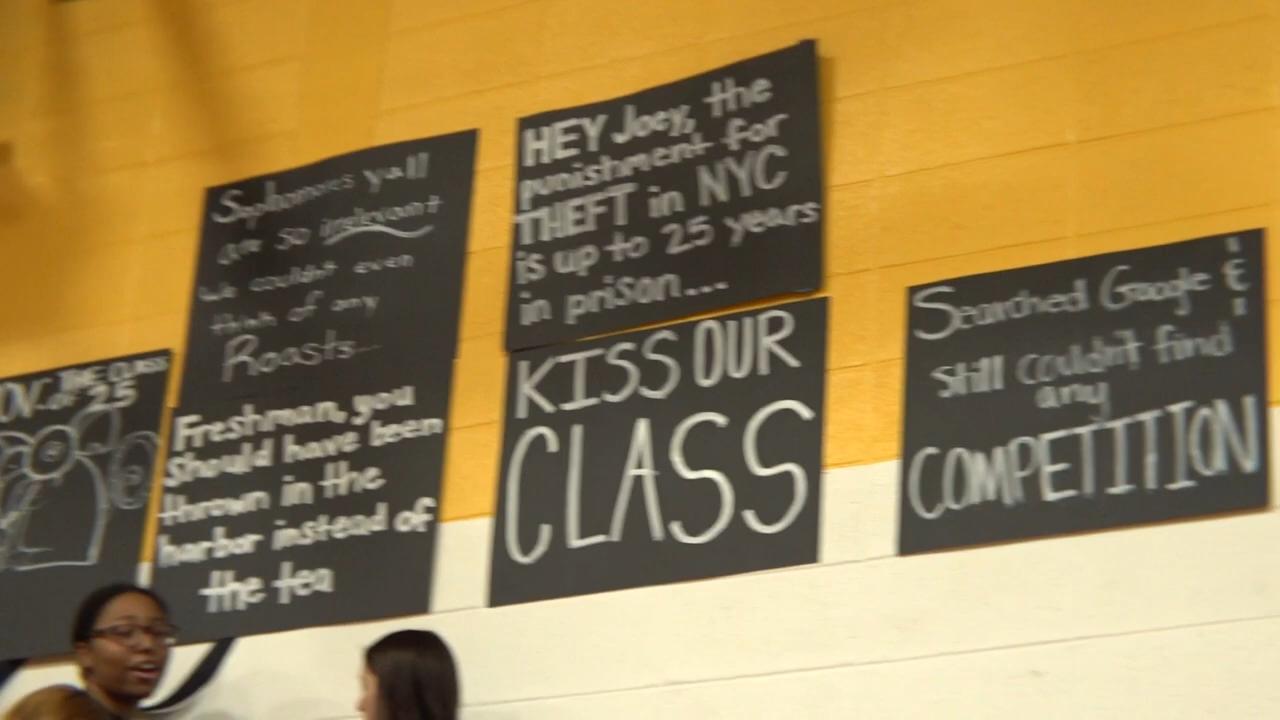 THE CLASS
OF 25
Sophomores yall
are so irrelevant
we couldn't even
think of any
Roasts...
Freshman, you
should have been
thrown in the
harbor instead of
the tea
HEY Joey, the
punishment for
THEFT in NYC
is up to 25 years
in prison...
KISS OUR
CLASS
Searched Google &
still couldn't find
any
COMPETITION